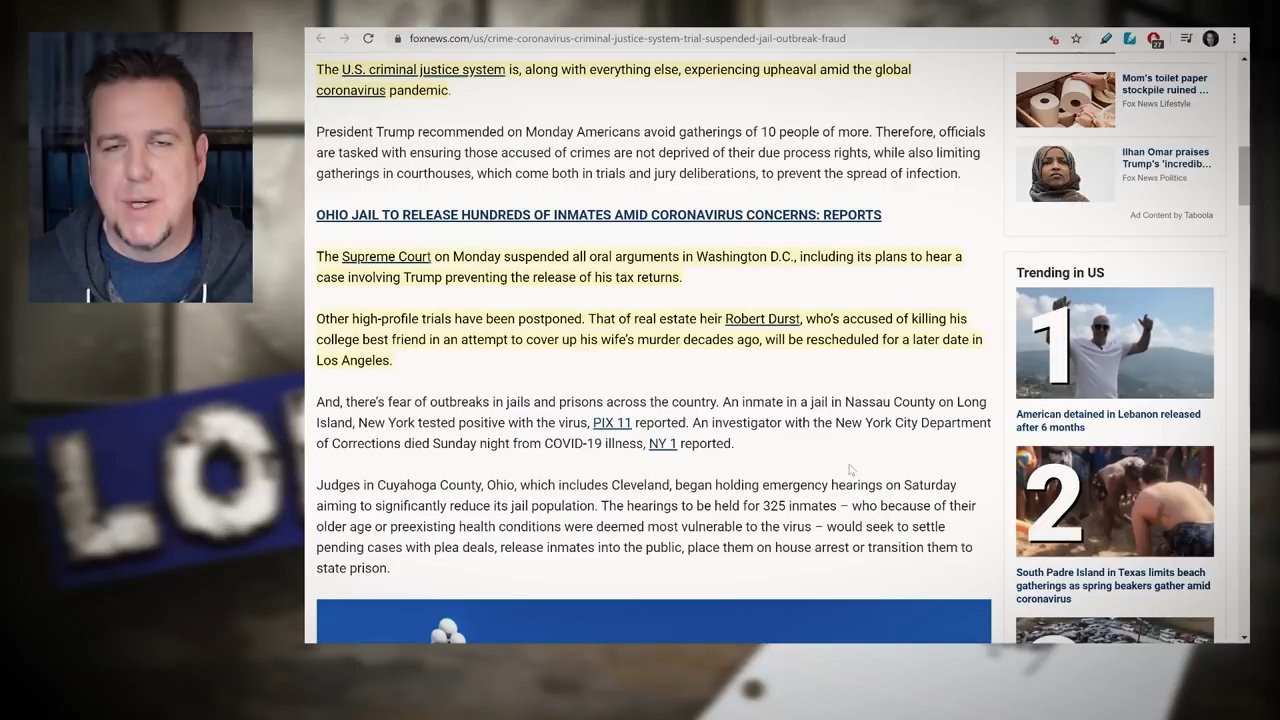 foxnews.com/us/crime-coronavirus-criminal-justice-system-trial-suspended-jail-outbreak-fraud
27
The U.S. criminal justice system is, along with everything else, experiencing upheaval amid the global
coronavirus pandemic.
President Trump recommended on Monday Americans avoid gatherings of 10 people of more. Therefore, officials
are tasked with ensuring those accused of crimes are not deprived of their due process rights, while also limiting
gatherings in courthouses, which come both in trials and jury deliberations, to prevent the spread of infection.
OHIO JAIL TO RELEASE HUNDREDS OF INMATES AMID CORONAVIRUS CONCERNS: REPORTS
The Supreme Court on Monday suspended all oral arguments in Washington D.C., including its plans to hear a
case involving Trump preventing the release of his tax returns.
Other high-profile trials have been postponed. That of real estate heir Robert Durst, who's accused of killing his
college best friend in an attempt to cover up his wife's murder decades ago, will be rescheduled for a later date in
Los Angeles.
And, there's fear of outbreaks in jails and prisons across the country. An inmate in a jail in Nassau County on Long
Island, New York tested positive with the virus, PIX 11 reported. An investigator with the New York City Department
of Corrections died Sunday night from COVID-19 illness, NY 1 reported.
Judges in Cuyahoga County, Ohio, which includes Cleveland, began holding emergency hearings on Saturday
aiming to significantly reduce its jail population. The hearings to be held for 325 inmates – who because of their
older age or preexisting health conditions were deemed most vulnerable to the virus – would seek to settle
pending cases with plea deals, release inmates into the public, place them on house arrest or transition them to
state prison.
Mom's toilet paper
stockpile ruined ...
Fox News Lifestyle
Ilhan Omar praises
Trump's 'incredib...
Fox News Politics
Ad Content by Taboola
Trending in US
1
American detained in Lebanon released
after 6 months
2
South Padre Island in Texas limits beach
gatherings as spring beakers gather amid
coronavirus
LO